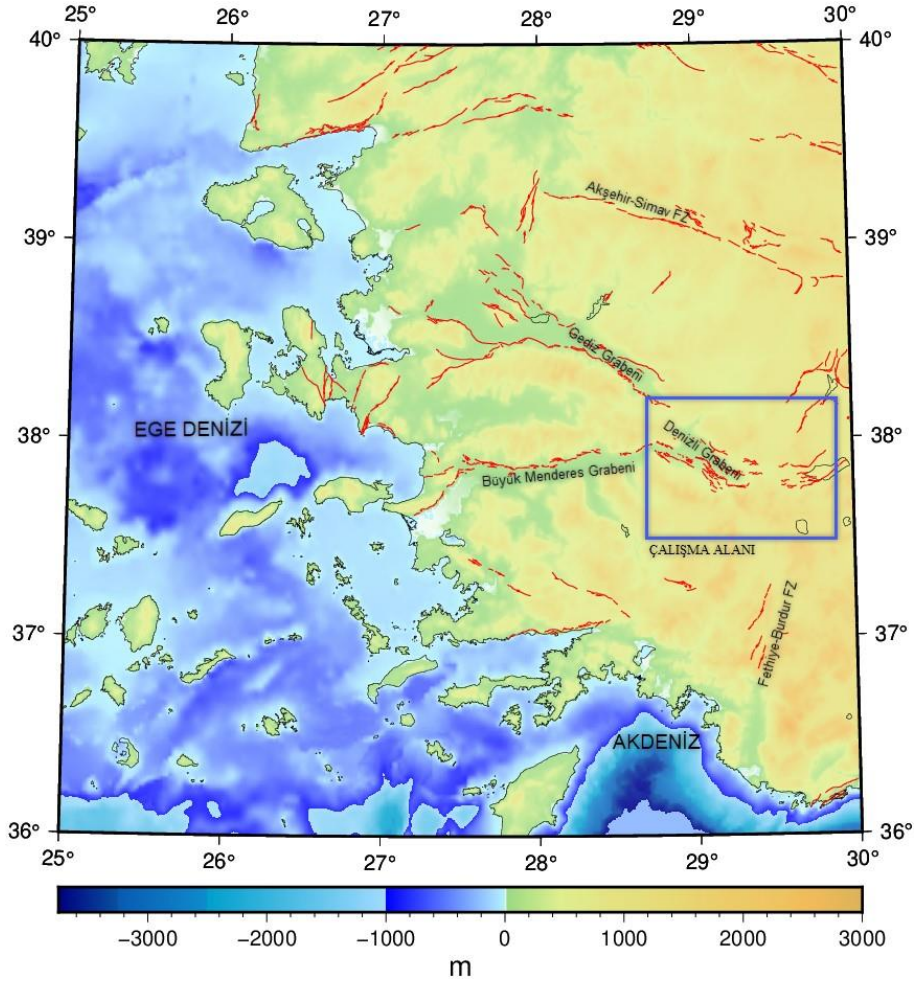 25° 26° 27° 28° 29° 30°
40° 40°
Akşehir-Simav FZ
39° 39°
Gediz Grabeni
EGE DENİZİ
38° 38°
Denizli Grabeni
Büyük Menderes Grabeni
ÇALIŞMA ALANI
37° 37°
Fethiye-Burdur FZ
AKDENİZ
36° 36°
25° 26° 27° 28° 29° 30°
−3000 −2000 −1000 0 1000 2000 3000
m